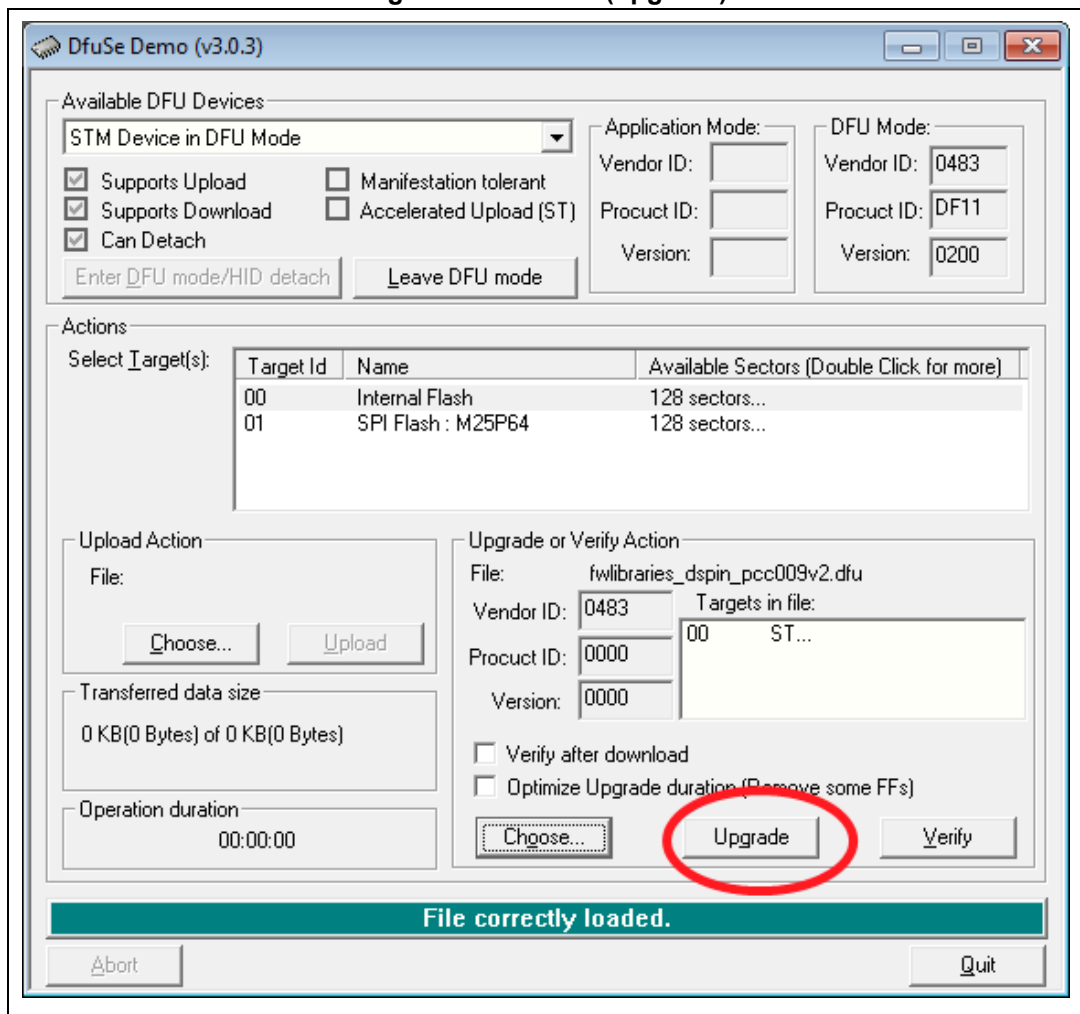 DfuSe Demo (v3.0.3)
Available DFU Devices
STM Device in DFU Mode
Supports Upload
Manifestation tolerant
Supports Download
Accelerated Upload (ST)
Can Detach
Enter DFU mode/HID detach
Leave DFU mode
Application Mode:
Vendor ID:
Procuct ID:
Version:
DFU Mode:
Vendor ID: 0483
Procuct ID: DF11
Version: 0200
Actions
Select Target(s):
Target Id Name Available Sectors (Double Click for more)
00 Internal Flash 128 sectors...
01 SPI Flash : M25P64 128 sectors...
Upload Action
File:
Choose... Upload
Transferred data size
0 KB(0 Bytes) of 0 KB(0 Bytes)
Operation duration
00:00:00
Upgrade or Verify Action
File: fwlibraries_dspin_pcc009v2.dfu
Vendor ID: 0483
Procuct ID: 0000
Version: 0000
Targets in file:
00 ST...
Verify after download
Optimize Upgrade duration (Remove some FFs)
Choose... Upgrade Verify
File correctly loaded.
Abort Quit